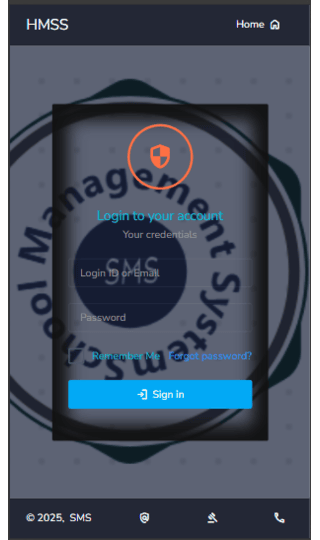 HMSS
Home
School Management Systems
SMS
Login to your account
Your credentials
Login ID or Email
Password
Remember Me Forgot password?
Sign in
© 2025, SMS